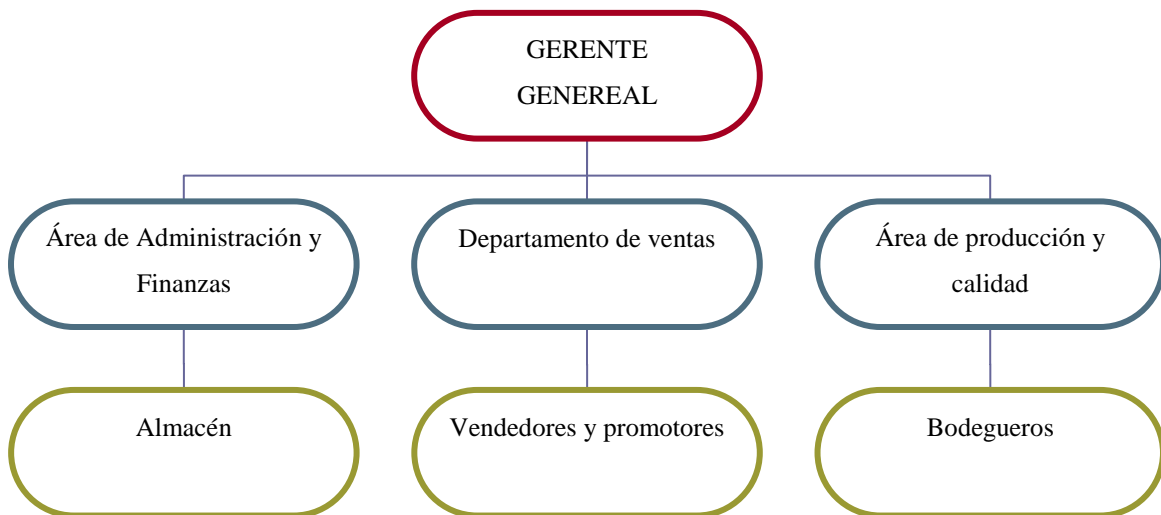 GERENTE
GENEREAL
Área de Administración y
Finanzas
Departamento de ventas
Área de producción y
calidad
Almacén
Vendedores y promotores
Bodegueros